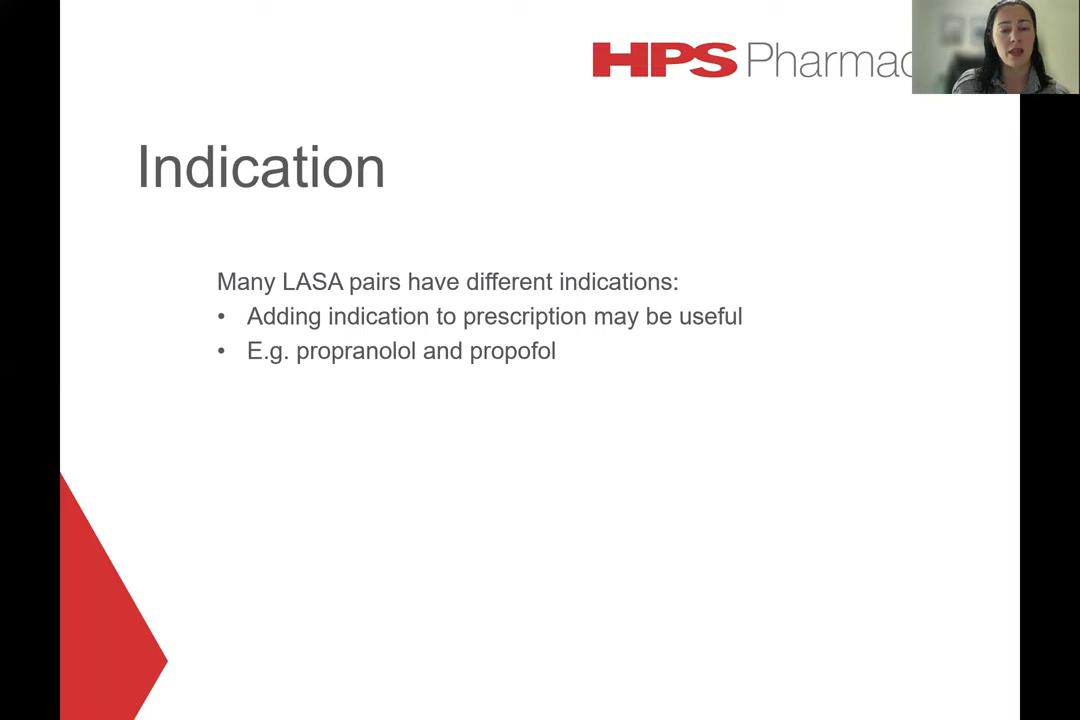 HPS Pharmac
Indication
Many LASA pairs have different indications:
• Adding indication to prescription may be useful
• E.g. propranolol and propofol